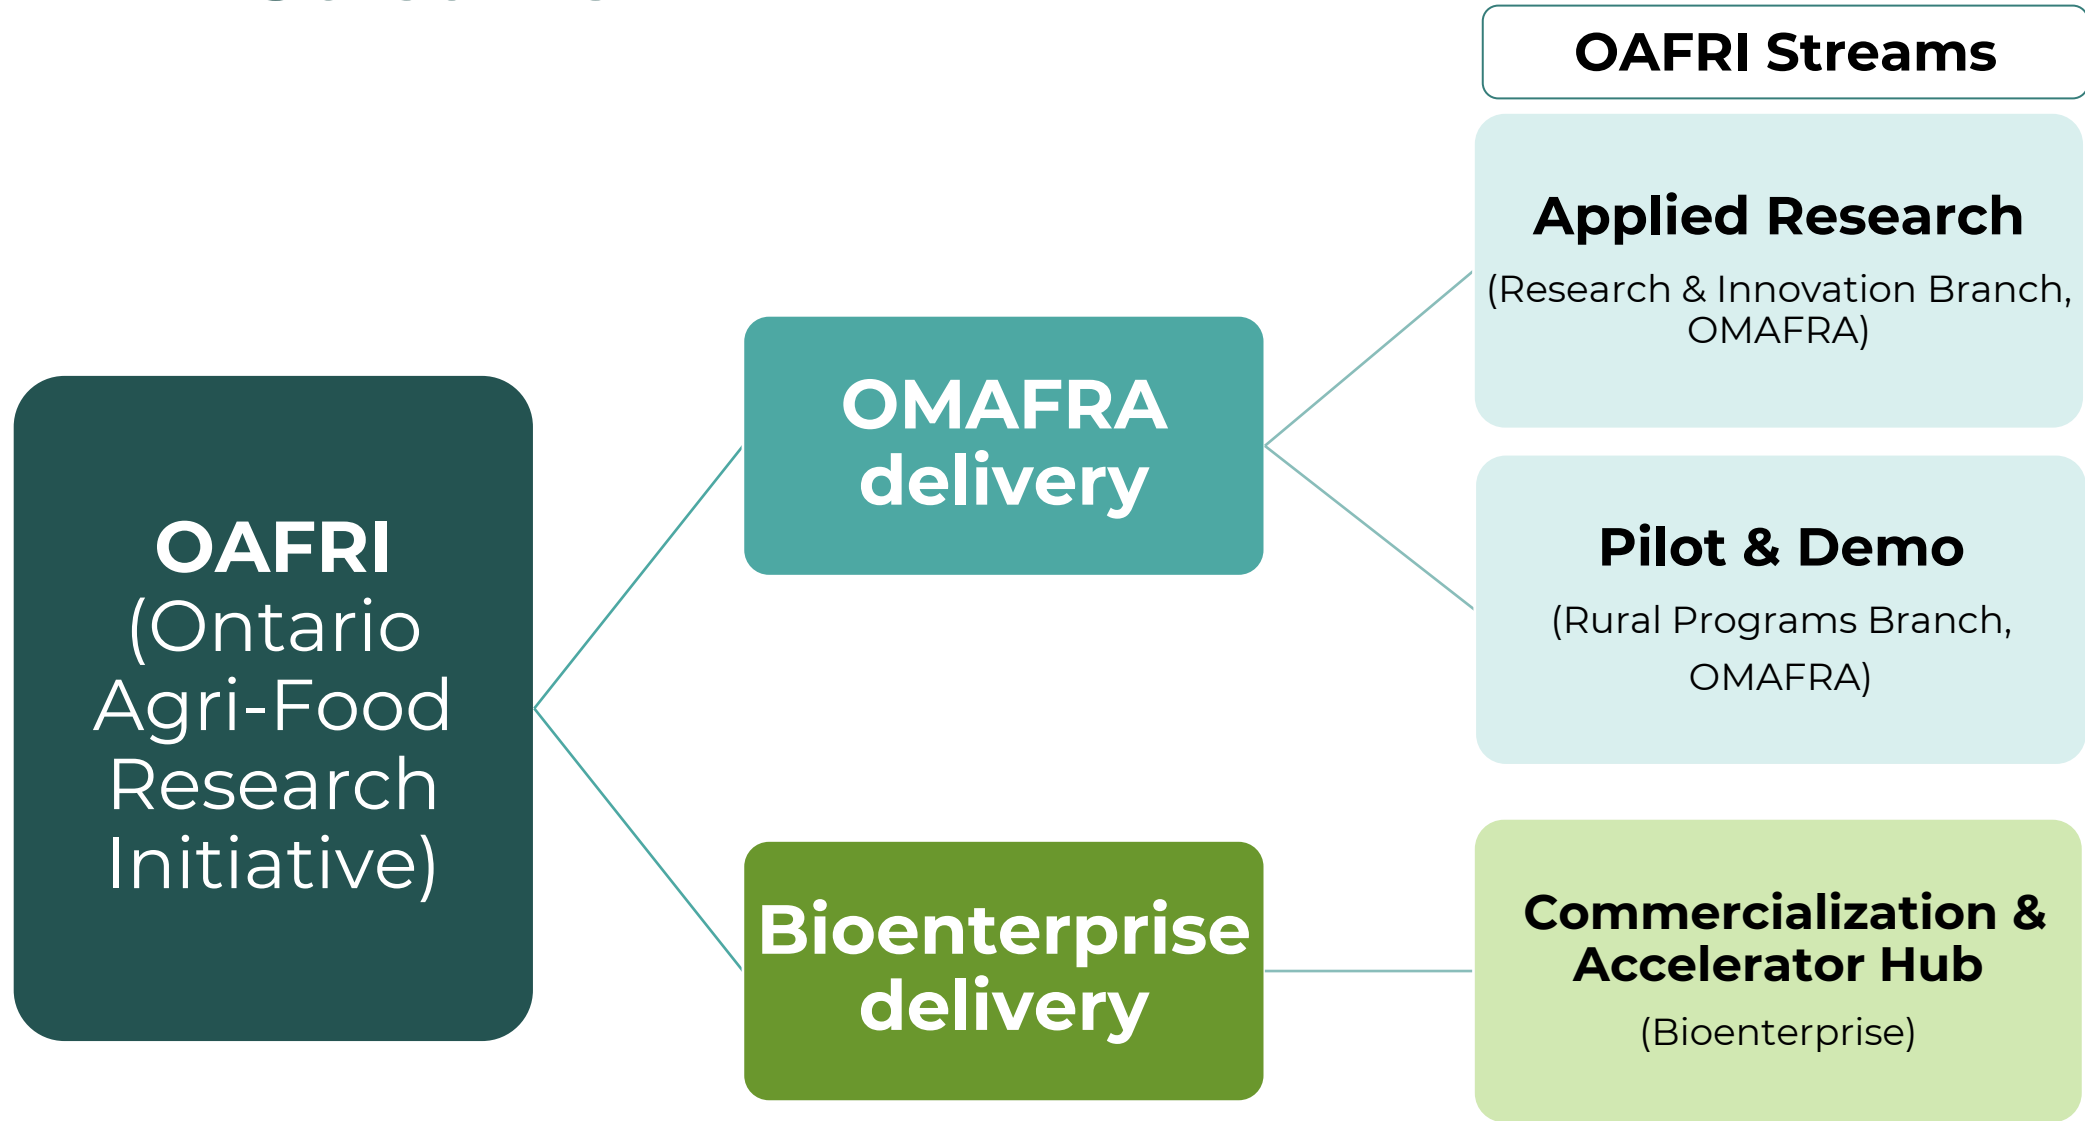 OAFRI Streams
OAFRI
(Ontario
Agri-Food
Research
Initiative)
OMAFRA
delivery
Bioenterprise
delivery
Applied Research
(Research & Innovation Branch,
OMAFRA)
Pilot & Demo
(Rural Programs Branch,
OMAFRA)
Commercialization &
Accelerator Hub
(Bioenterprise)